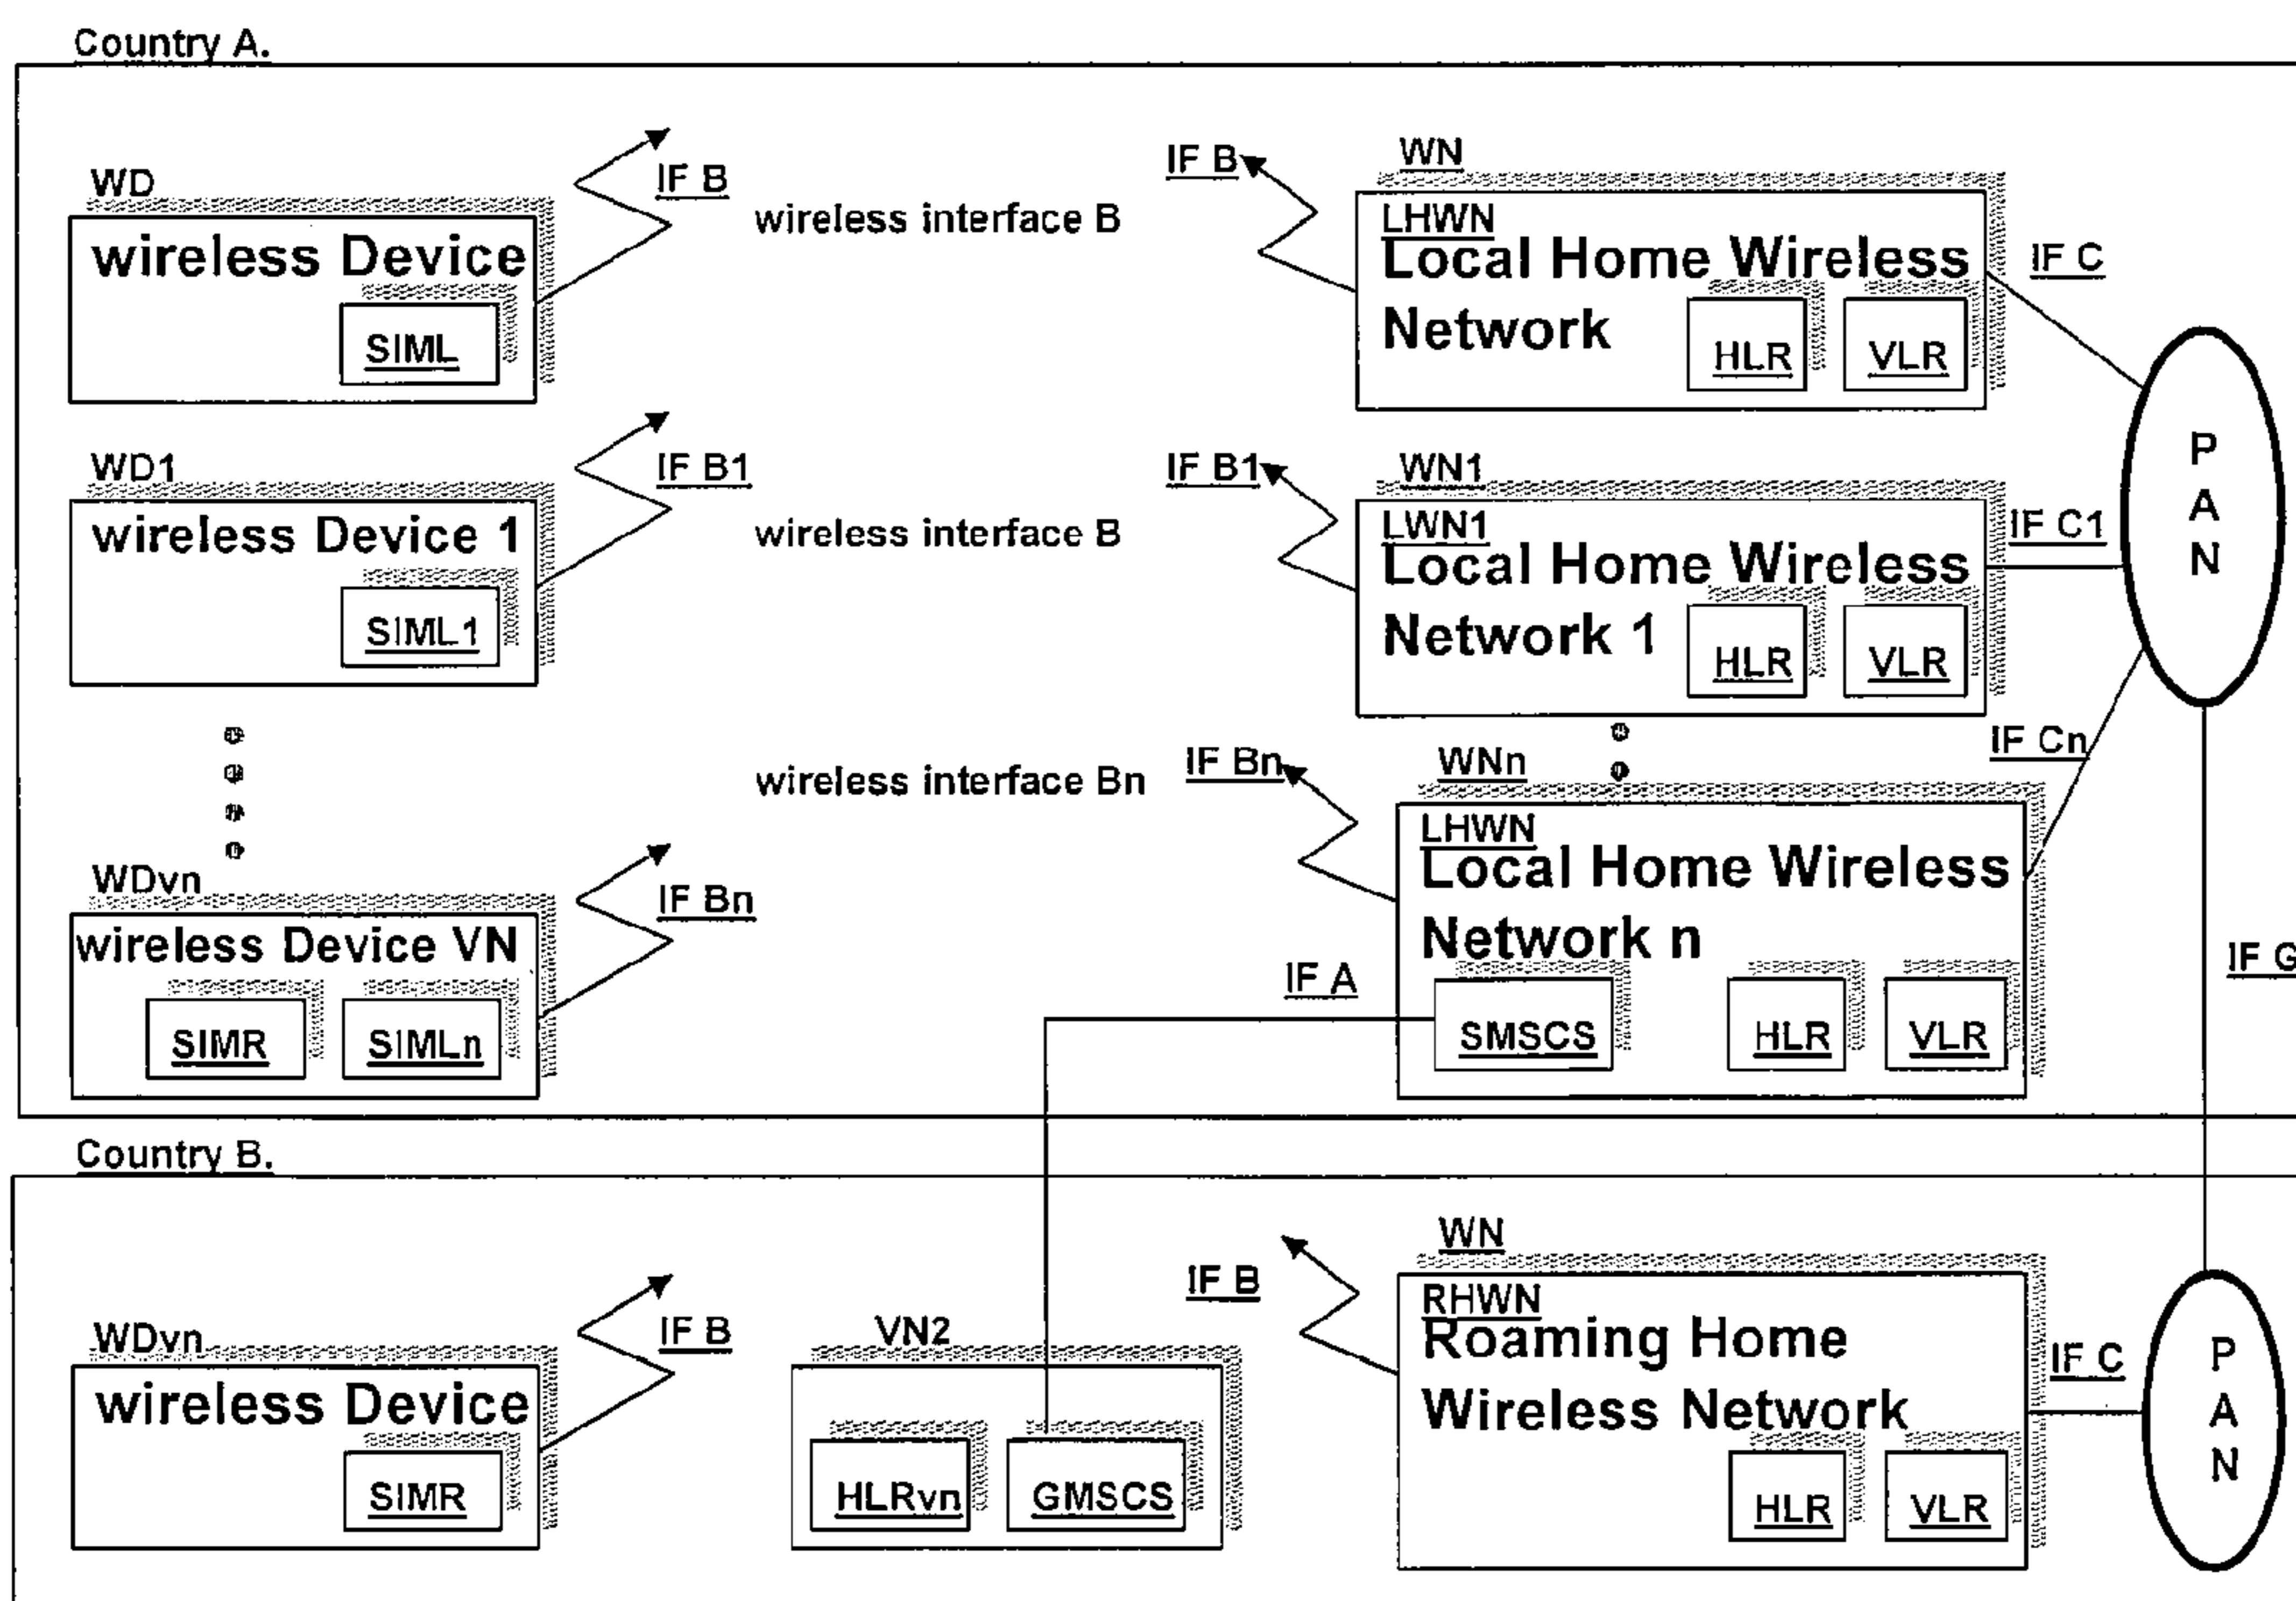 Country A.
WD
wireless Device
SIML
IF B
wireless interface B
IF B
WN
LHWN
Local Home Wireless
Network
HLR
VLR
IF C
P
A
N
WD1
wireless Device 1
SIML1
IF B1
wireless interface B
IF B1
WN1
LWN1
Local Home Wireless
Network 1
HLR
VLR
IF C1
WDvn
wireless Device VN
SIMR
SIMLn
IF Bn
wireless interface Bn
IF Bn
WNn
LHWN
Local Home Wireless
Network n
SMSCS
HLR
VLR
IF Cn
IF A
IF G
Country B.
WDvn
wireless Device
SIMR
IF B
VN2
HLRvn
GMSCS
IF B
WN
RHWN
Roaming Home
Wireless Network
HLR
VLR
IF C
P
A
N